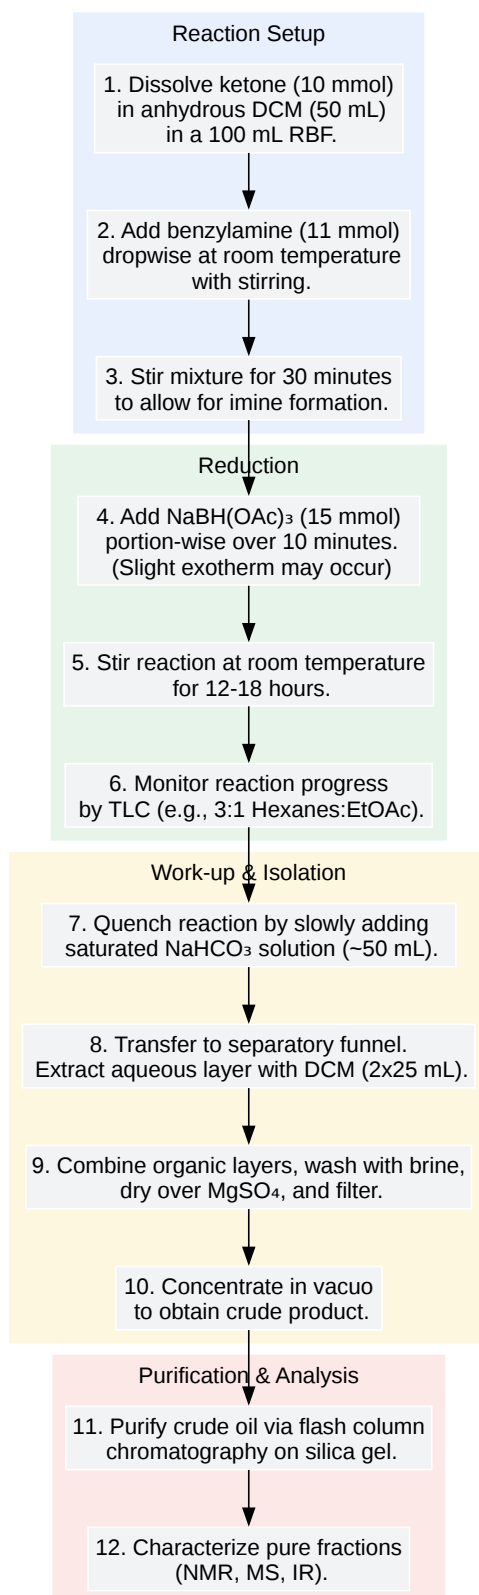 Reaction Setup
1. Dissolve ketone (10 mmol)
in anhydrous DCM (50 mL)
in a 100 mL RBF.
2. Add benzylamine (11 mmol)
dropwise at room temperature
with stirring.
3. Stir mixture for 30 minutes
to allow for imine formation.
Reduction
4. Add NaBH(OAc)₃ (15 mmol)
portion-wise over 10 minutes.
(Slight exotherm may occur)
5. Stir reaction at room temperature
for 12-18 hours.
6. Monitor reaction progress
by TLC (e.g., 3:1 Hexanes:EtOAc).
Work-up & Isolation
7. Quench reaction by slowly adding
saturated NaHCO₃ solution (~50 mL).
8. Transfer to separatory funnel.
Extract aqueous layer with DCM (2x25 mL).
9. Combine organic layers, wash with brine,
dry over MgSO₄, and filter.
10. Concentrate in vacuo
to obtain crude product.
Purification & Analysis
11. Purify crude oil via flash column
chromatography on silica gel.
12. Characterize pure fractions
(NMR, MS, IR).